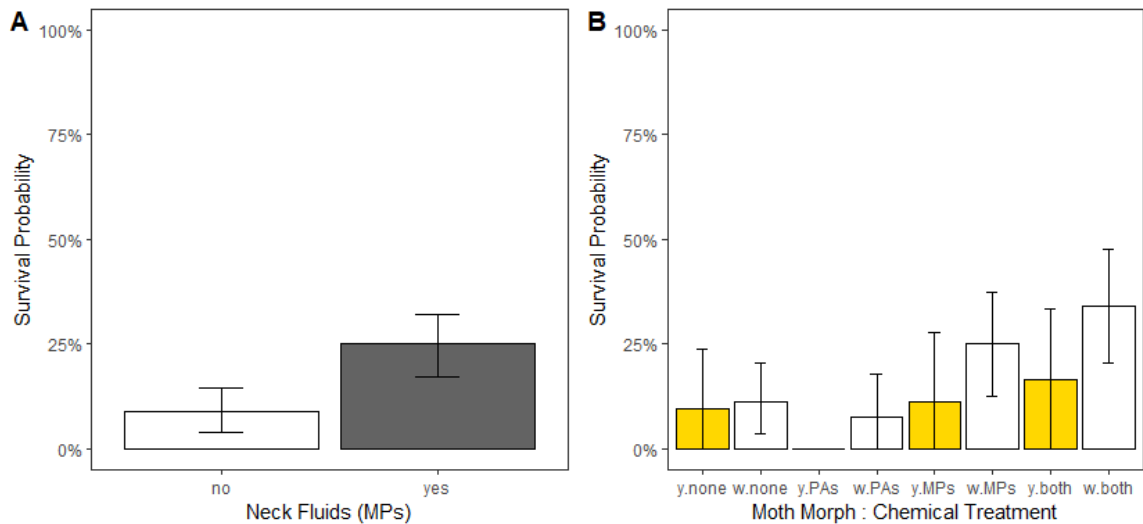 A
100%
75%
50%
25%
0%
Survival Probability
no yes
Neck Fluids (MPs)
B
100%
75%
50%
25%
0%
Survival Probability
y.none w.none y.PAs w.PAs y.MPs w.MPs y.both w.both
Moth Morph : Chemical Treatment